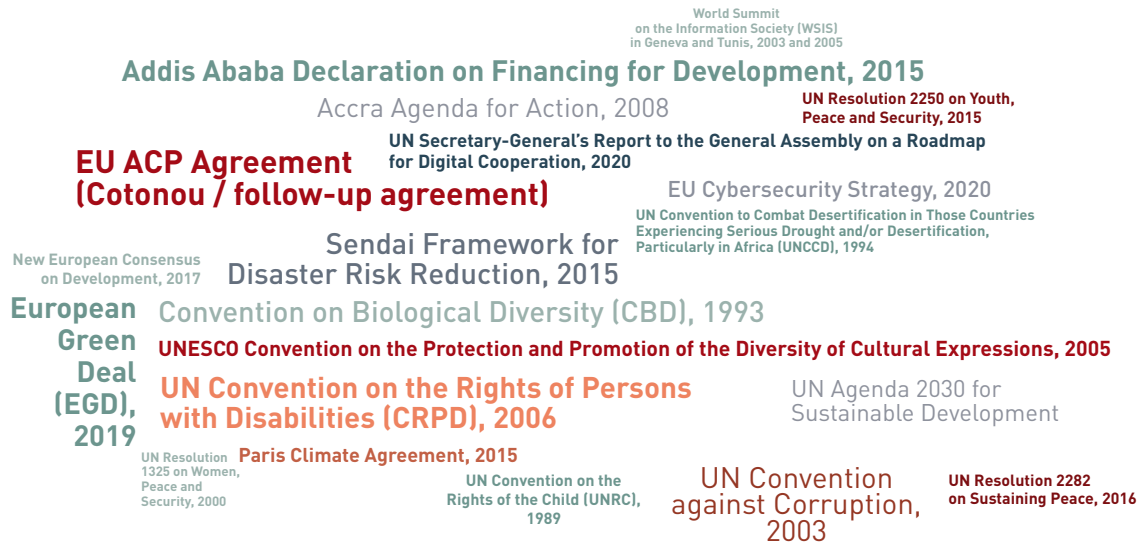 World Summit
on the Information Society (WSIS)
in Geneva and Tunis, 2003 and 2005
Addis Ababa Declaration on Financing for Development, 2015
Accra Agenda for Action, 2008
UN Resolution 2250 on Youth,
Peace and Security, 2015
UN Secretary-General’s Report to the General Assembly on a Roadmap
for Digital Cooperation, 2020
EU ACP Agreement
(Cotonou / follow-up agreement)
EU Cybersecurity Strategy, 2020
UN Convention to Combat Desertification in Those Countries
Experiencing Serious Drought and/or Desertification,
Particularly in Africa (UNCCD), 1994
Sendai Framework for
Disaster Risk Reduction, 2015
New European Consensus
on Development, 2017
European
Green
Deal
(EGD),
2019
Convention on Biological Diversity (CBD), 1993
UNESCO Convention on the Protection and Promotion of the Diversity of Cultural Expressions, 2005
UN Convention on the Rights of Persons
with Disabilities (CRPD), 2006
UN Agenda 2030 for
Sustainable Development
UN Resolution
1325 on Women,
Peace and
Security, 2000
Paris Climate Agreement, 2015
UN Convention on the
Rights of the Child (UNRC),
1989
UN Convention
against Corruption,
2003
UN Resolution 2282
on Sustaining Peace, 2016